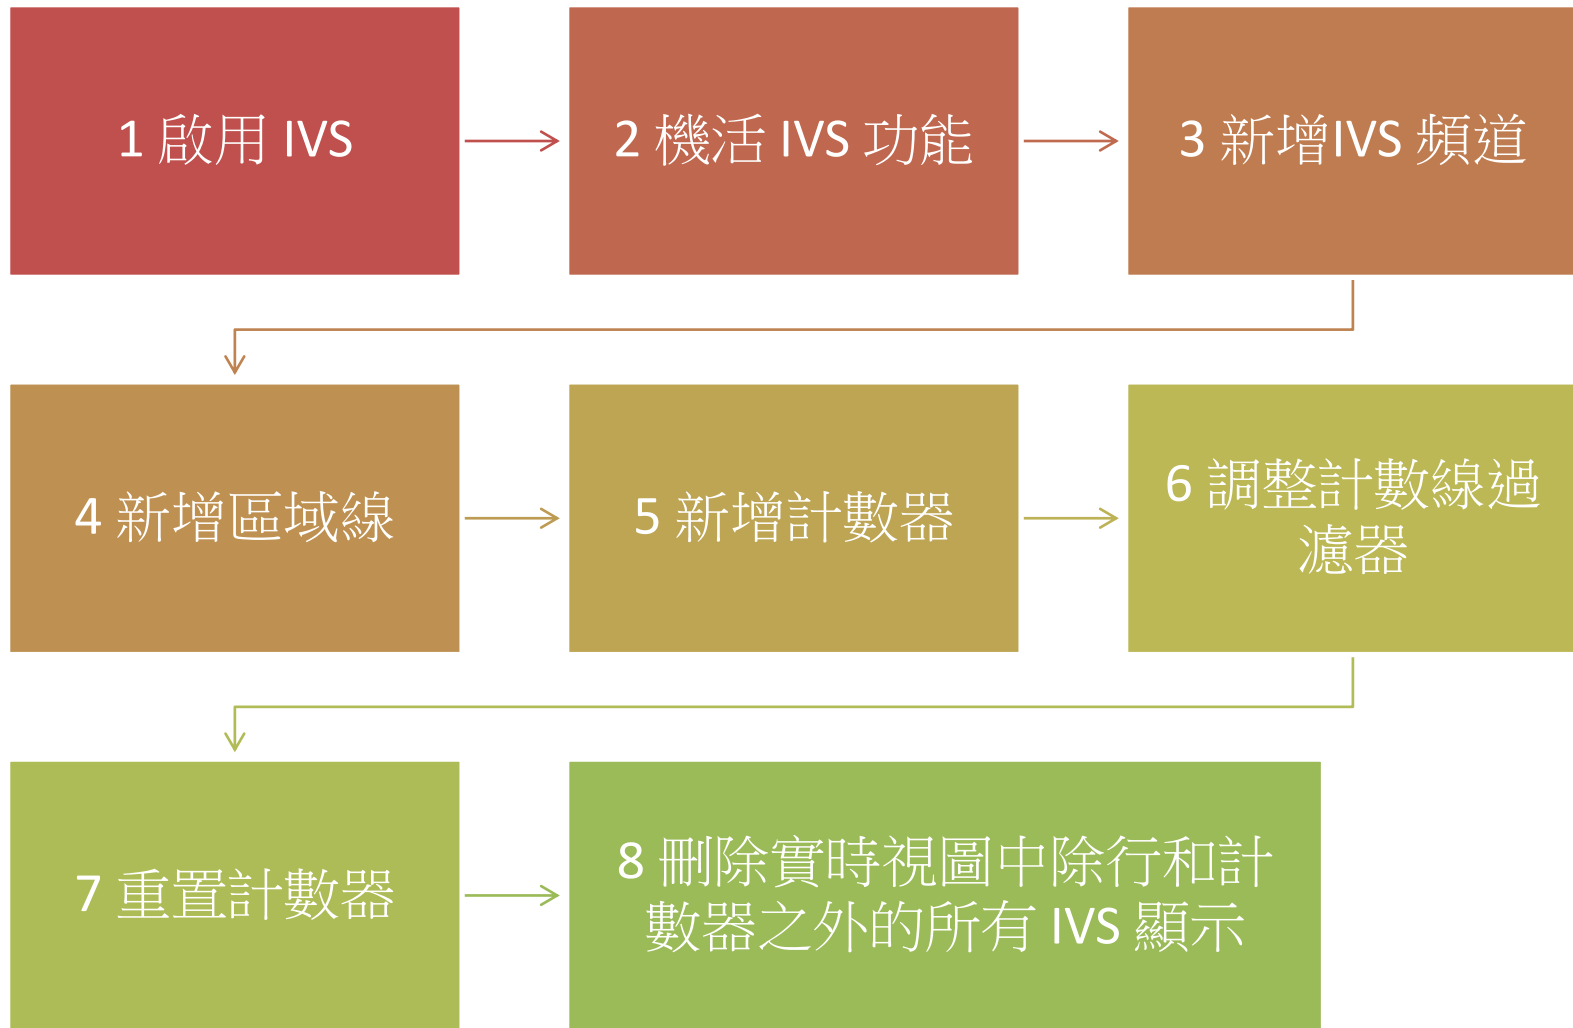 1 啟用 IVS
2 機活 IVS 功能
3 新增IVS 頻道
4 新增區域線
5 新增計數器
6 調整計數線過
濾器
7 重置計數器
8 刪除實時視圖中除行和計
數器之外的所有 IVS 顯示